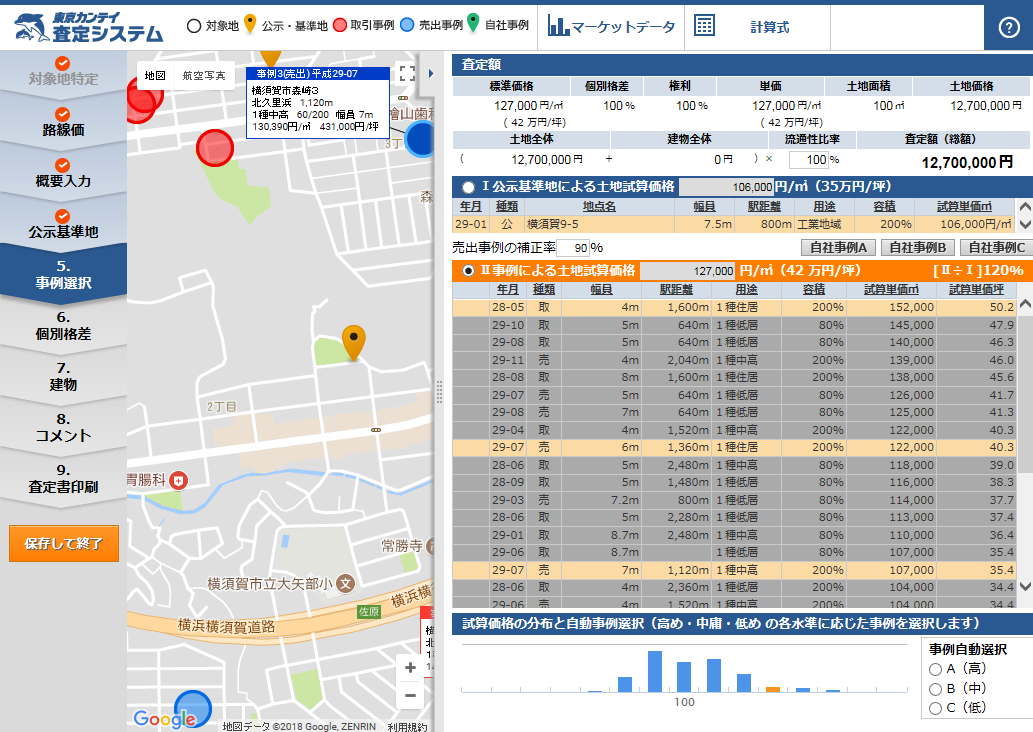 東京カンテイ
査定システム
対象地 公示・基準地 取引事例 売出事例 自社事例
マーケットデータ
計算式
?
対象地特定
路線価
概要入力
公示基準地
5.
事例選択
6.
個別格差
7.
建物
8.
コメント
9.
査定書印刷
保存して終了
地図 航空写真
事例3(売出) 平成29-07
横須賀市森崎3
北久里浜 1,120m
1種中高 60/200 幅員 7m
130,390円/㎡ 431,000円/坪
檜山歯科
3丁
森
2丁目
胃腸科
常勝寺
横須賀市立大矢部小
文
佐原
横浜横須賀道路
横浜横
Google
地図データ ©2018 Google, ZENRIN 利用規約
査定額
標準価格 個別格差 権利 単価 土地面積 土地価格
127,000 円/㎡ 100 % 100 % 127,000 円/㎡ 100 ㎡ 12,700,000 円
( 42 万円/坪) ( 42 万円/坪)
土地全体 建物全体 流通性比率 査定額（総額）
( 12,700,000 円 + 0 円 ) × 100 % 12,700,000 円
Ⅰ 公示基準地による土地試算価格 106,000 円/㎡（35万円/坪）
年月 種類 地点名 幅員 駅距離 用途 容積 試算単価㎡
29-01 公 横須賀9-5 7.5m 800m 工業地域 200% 106,000円/㎡
売出事例の補正率 90 % 自社事例A 自社事例B 自社事例C
Ⅱ 事例による土地試算価格 127,000 円/㎡（42 万円/坪） [Ⅱ÷Ⅰ]120%
年月 種類 幅員 駅距離 用途 容積 試算単価㎡ 試算単価坪
28-05 取 4m 1,600m 1種住居 200% 152,000 50.2
29-10 取 5m 640m 1種低層 80% 145,000 47.9
29-08 取 5m 640m 1種低層 80% 140,000 46.3
29-11 売 4m 2,040m 1種中高 200% 139,000 46.0
28-08 取 8m 1,600m 1種住居 200% 138,000 45.6
29-07 売 5m 640m 1種低層 80% 126,000 41.7
29-08 売 7m 640m 1種低層 80% 125,000 41.3
29-04 取 4m 1,520m 1種中高 200% 122,000 40.3
29-07 売 6m 1,360m 1種住居 200% 122,000 40.3
28-06 取 5m 2,480m 1種中高 80% 118,000 39.0
28-09 取 5m 1,480m 1種低層 80% 116,000 38.3
29-03 売 7.2m 800m 1種低層 80% 114,000 37.7
28-06 取 5m 2,280m 1種低層 80% 113,000 37.4
29-01 取 8.7m 2,480m 1種中高 80% 110,000 36.4
29-06 取 8.7m 1種低層 80% 107,000 35.4
29-07 売 7m 1,120m 1種中高 200% 107,000 35.4
28-06 取 4m 2,360m 1種低層 200% 104,000 34.4
29-06 売 4m 1,520m 1種中高 200% 104,000 34.4
試算価格の分布と自動事例選択（高め・中庸・低め の各水準に応じた事例を選択します）
100
事例自動選択
A（高）
B（中）
C（低）